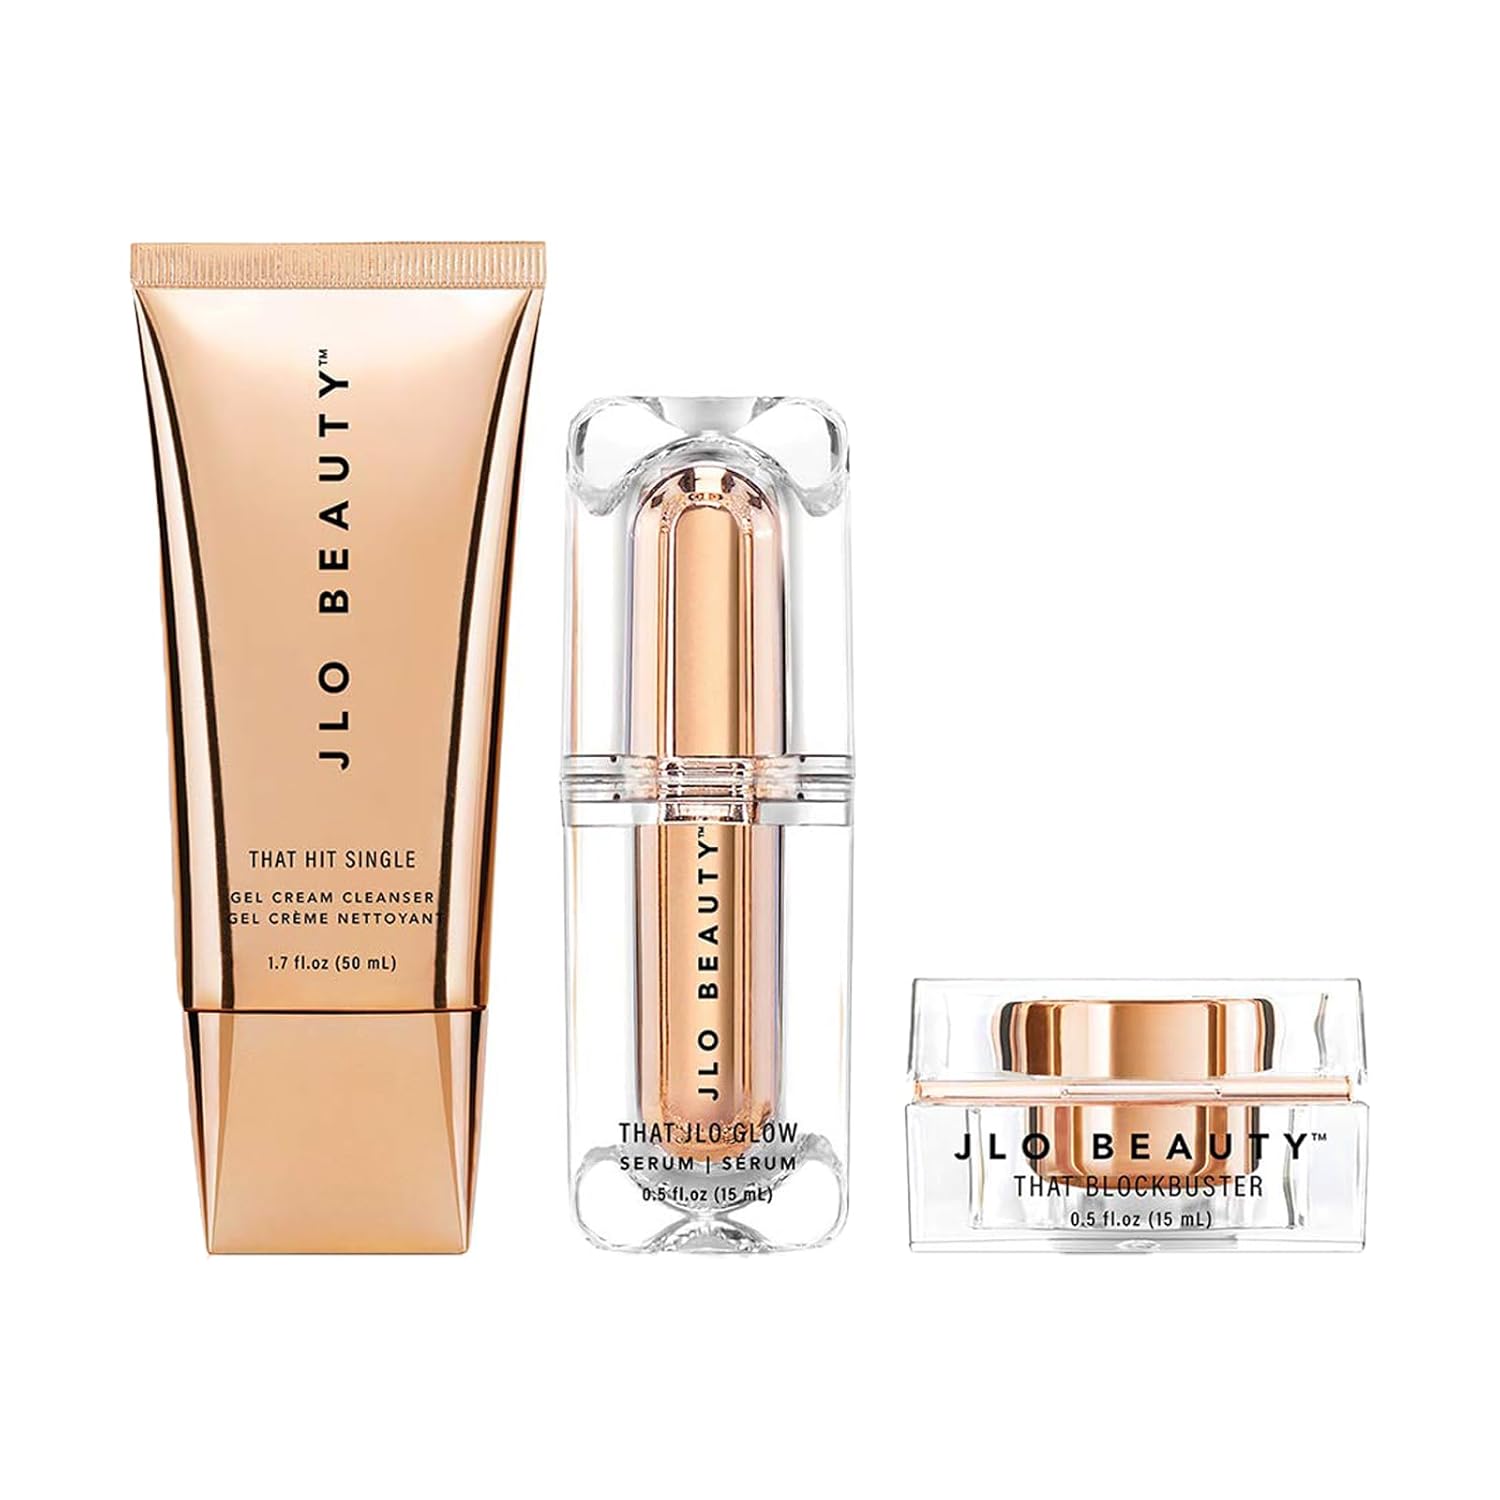 JLO BEAUTY™
THAT HIT SINGLE
GEL CREAM CLEANSER
GEL CRÈME NETTOYANT
1.7 fl.oz (50 mL)
JLO BEAUTY™
THAT JLO GLOW
SERUM | SÉRUM
0.5 fl.oz (15 mL)
JLO BEAUTY™
THAT BLOCKBUSTER
0.5 fl.oz (15 mL)